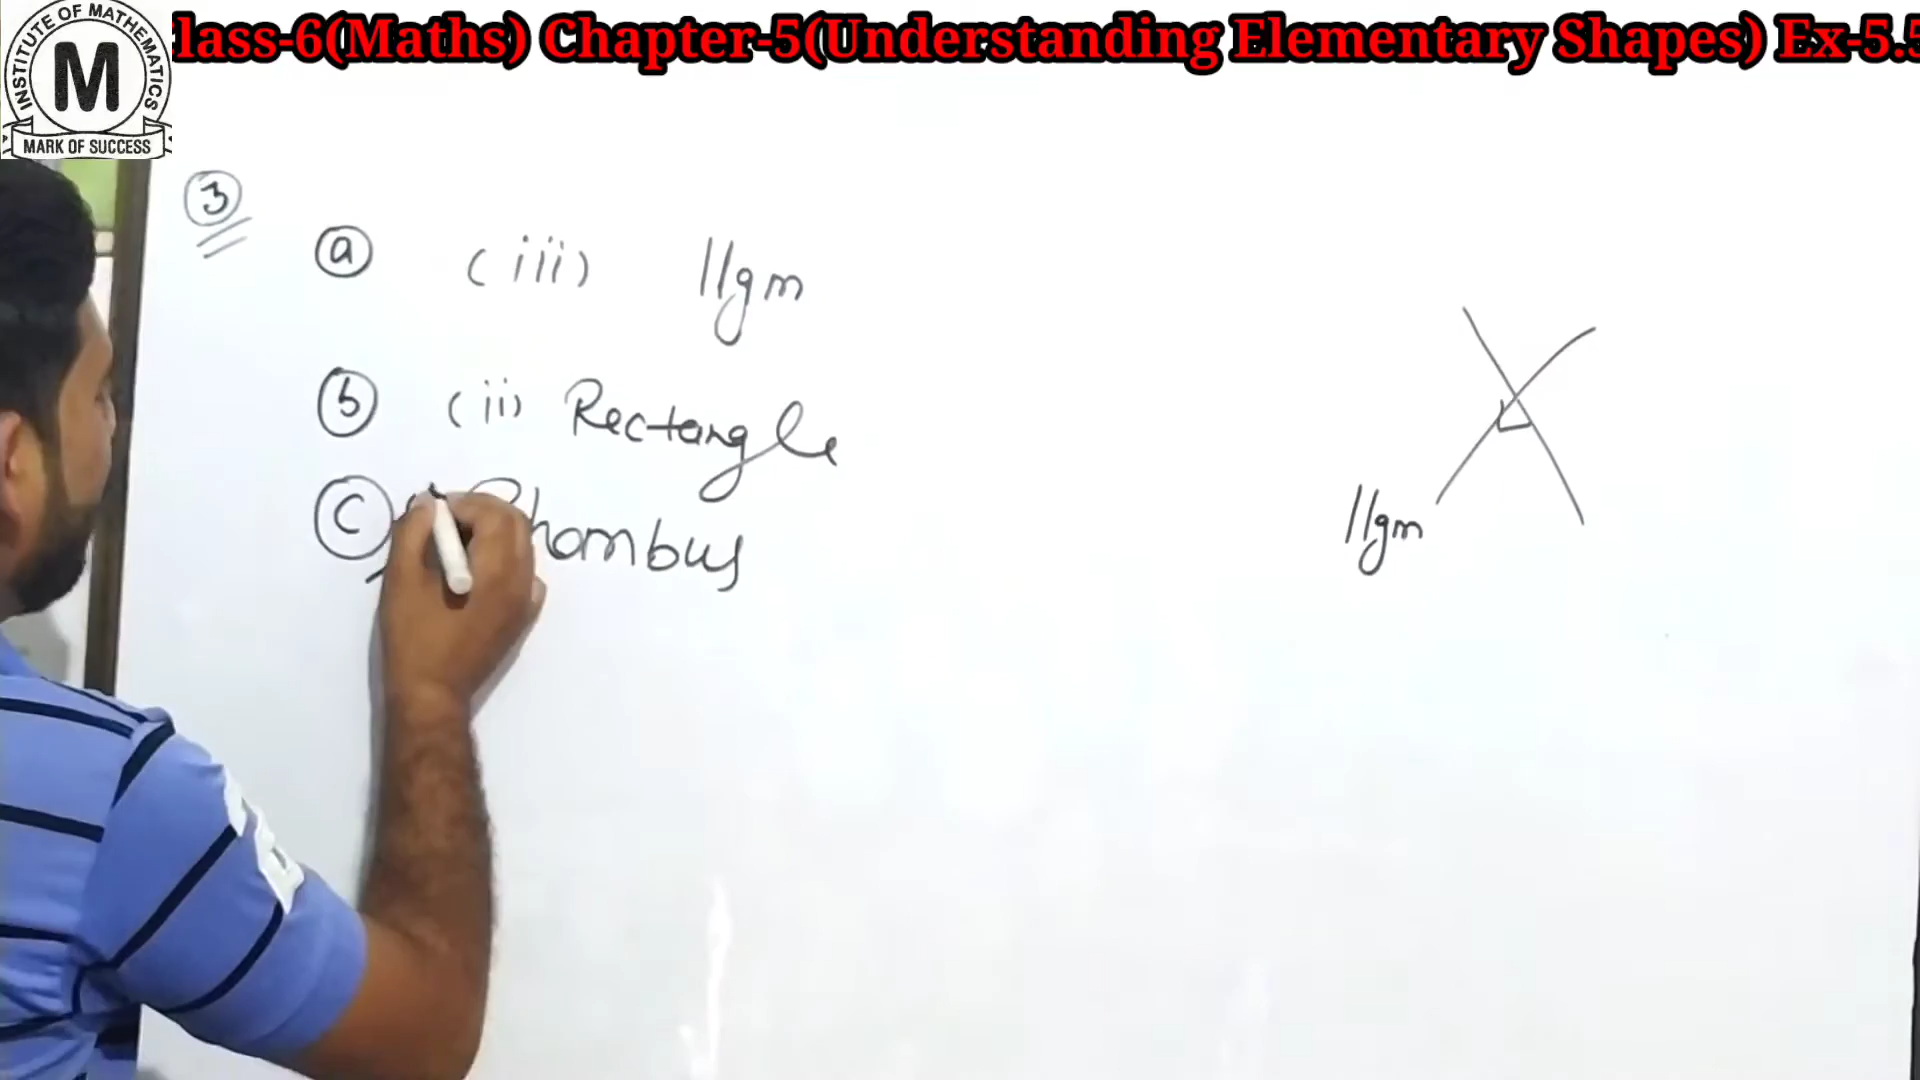 lass-6(Maths) Chapter-5(Understanding Elementary Shapes) Ex-5.5
INSTITUTE OF MATHEMATICS
M
MARK OF SUCCESS
3
a (iii) llgm
b (ii) Rectangle
c Rhombus
llgm